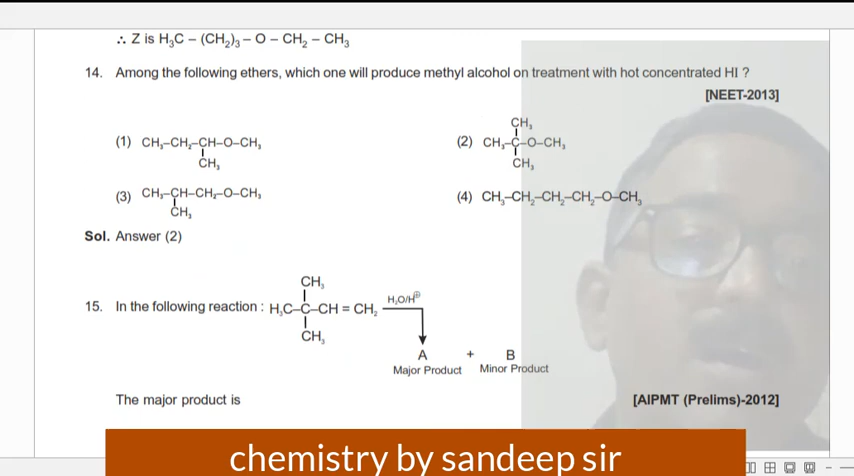 ∴ Z is H₃C – (CH₂)₃ – O – CH₂ – CH₃
14. Among the following ethers, which one will produce methyl alcohol on treatment with hot concentrated HI ?
[NEET-2013]
(1) CH₃–CH₂–CH–O–CH₃
CH₃
(2) CH₃–C–O–CH₃
CH₃
CH₃
(3) CH₃–CH–CH₂–O–CH₃
CH₃
(4) CH₃–CH₂–CH₂–CH₂–O–CH₃
Sol. Answer (2)
CH₃
15. In the following reaction : H₃C–C–CH = CH₂ H₂O/H⊕
CH₃
A + B
Major Product Minor Product
The major product is [AIPMT (Prelims)-2012]
chemistry by sandeep sir